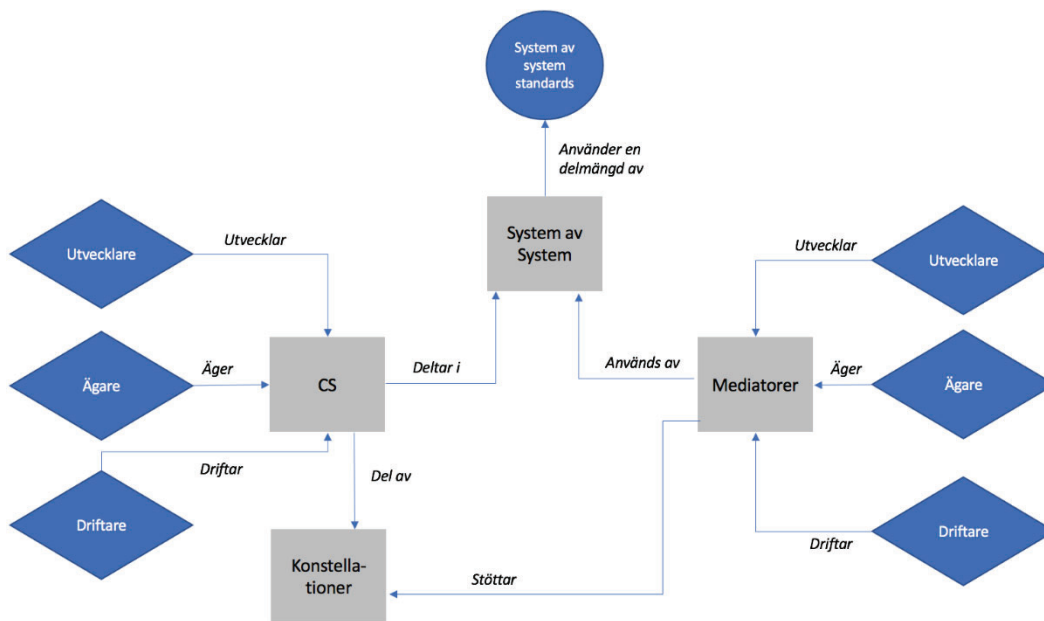 System av
system
standards
Använder en
delmängd av
System av
System
Utvecklar
Utvecklare
Utvecklar
Utvecklare
Ägare
Äger
CS
Deltar i
Används av
Mediatorer
Äger
Ägare
Driftar
Driftare
Del av
Konstella-
tioner
Stöttar
Driftar
Driftare